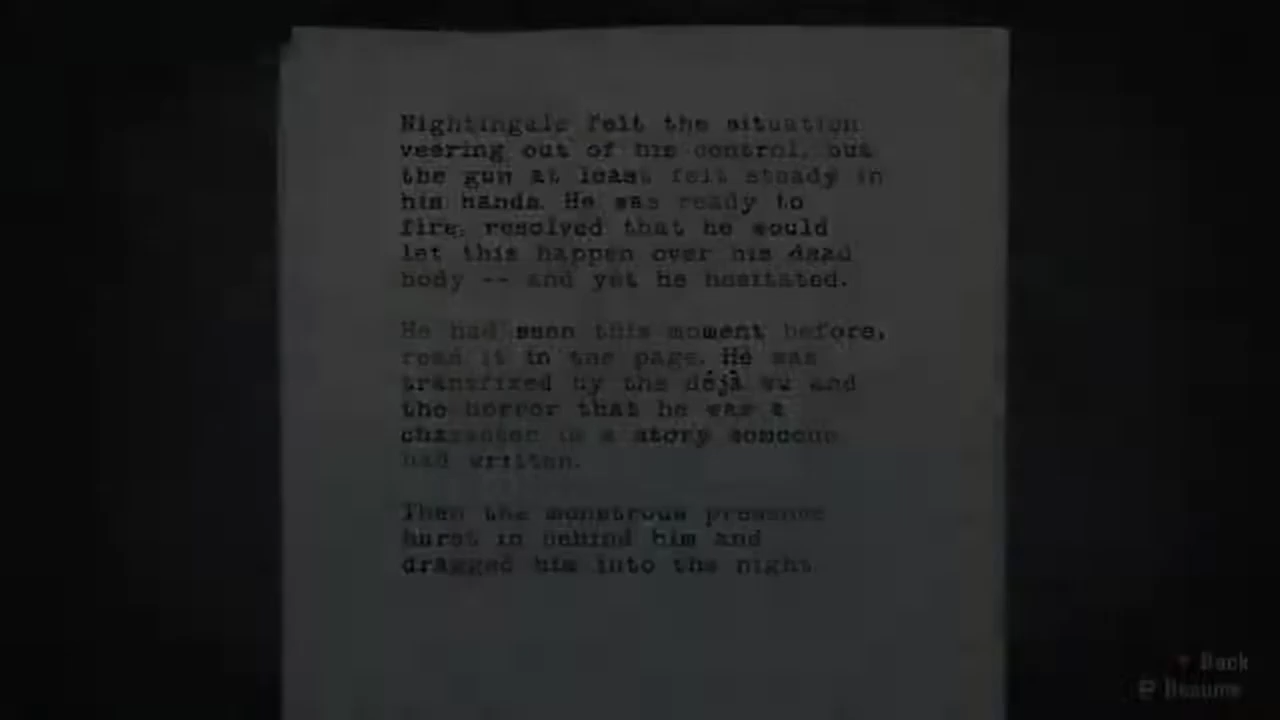 Nightingale felt the situation
veering out of his control, but
the gun at least felt steady in
his hands. He was ready to
fire, resolved that he would
let this happen over his dead
body -- and yet he hesitated.
He had seen this moment before,
read it in the page. He was
transfixed by the déjà vu and
the horror that he was a
character in a story someone
had written.
Then the monstrous presence
burst in behind him and
dragged him into the night.
Back
Resume